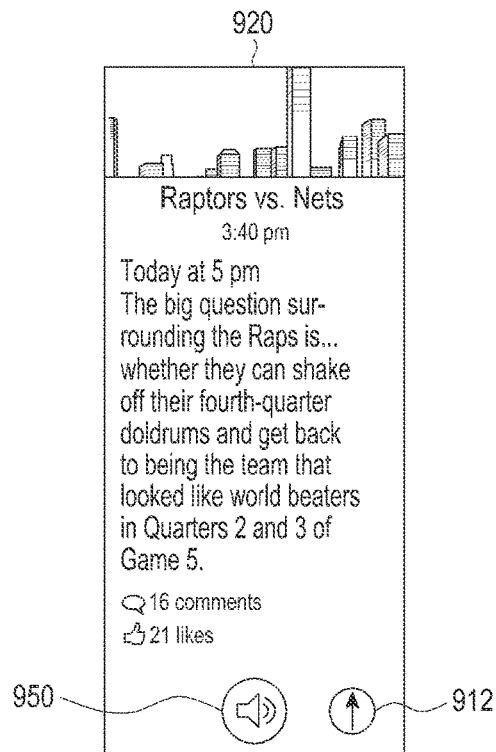 920
Raptors vs. Nets
3:40 pm
Today at 5 pm
The big question sur-
rounding the Raps is...
whether they can shake
off their fourth-quarter
doldrums and get back
to being the team that
looked like world beaters
in Quarters 2 and 3 of
Game 5.
16 comments
21 likes
950
912